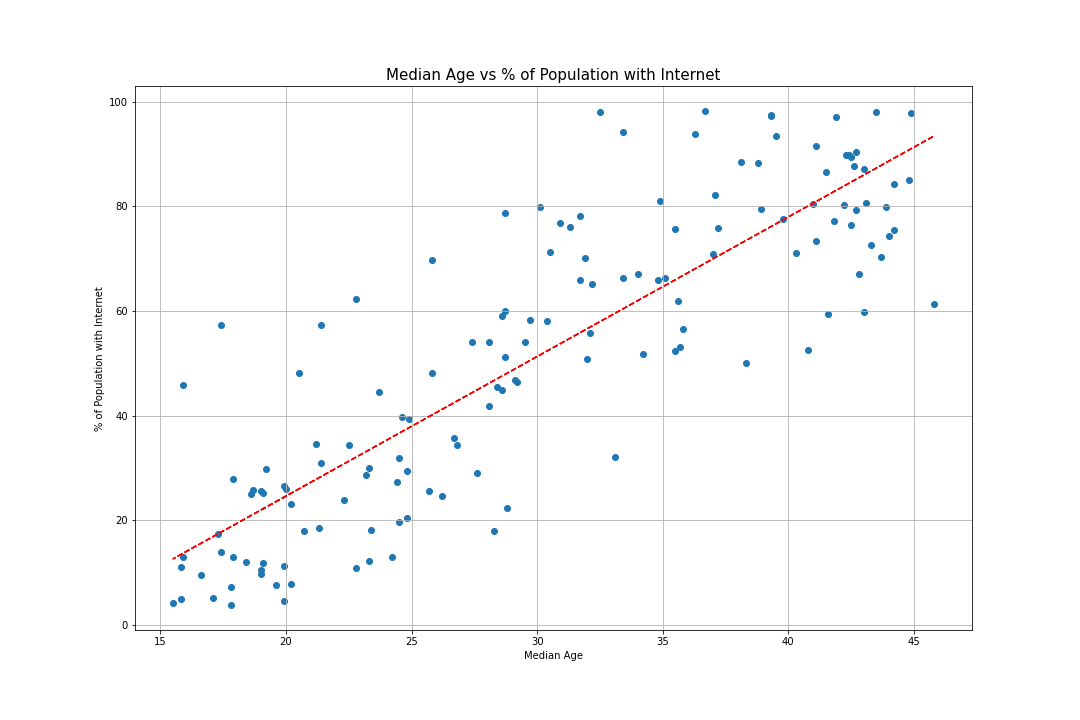 Median Age vs % of Population with Internet
100
80
60
40
20
0
% of Population with Internet
15 20 25 30 35 40 45
Median Age